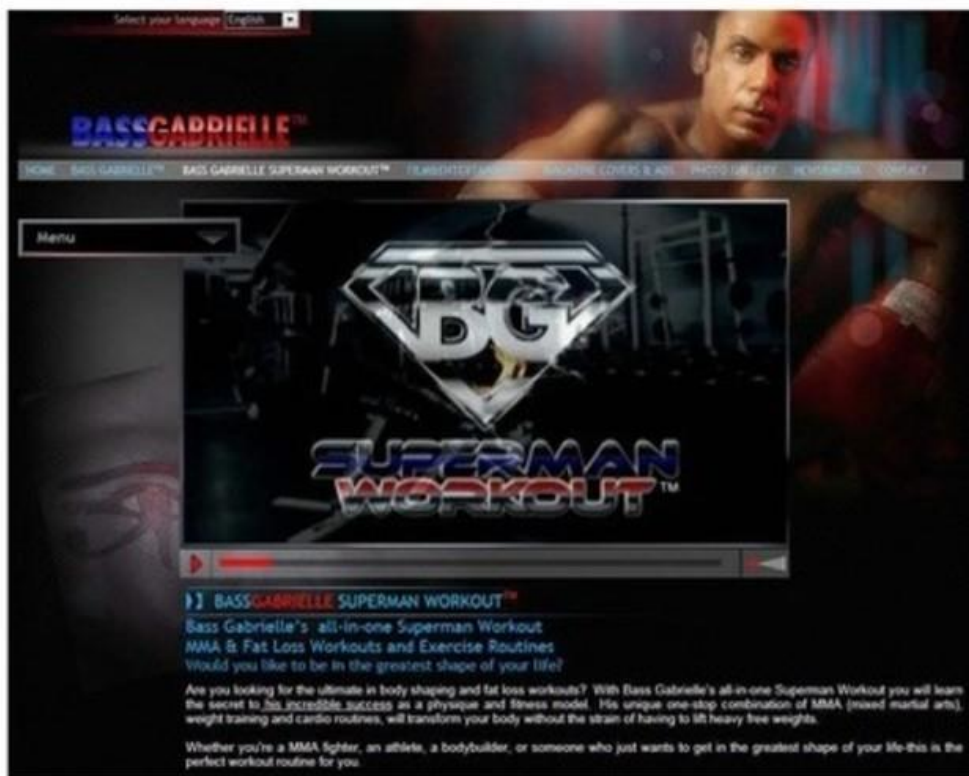 Select your language English
BASSGABRIELLE™
HOME BASS GABRIELLE™ BASS GABRIELLE SUPERMAN WORKOUT™ FILM&ENTERTAINMENT MAGAZINE COVERS & ADS PHOTO GALLERY NEWS&MEDIA CONTACT
Menu
BG
SUPERMAN
WORKOUT™
BASSGABRIELLE SUPERMAN WORKOUT™
Bass Gabrielle's all-in-one Superman Workout
MMA & Fat Loss Workouts and Exercise Routines
Would you like to be in the greatest shape of your life?
Are you looking for the ultimate in body shaping and fat loss workouts? With Bass Gabrielle's all-in-one Superman Workout you will learn
the secret to his incredible success as a physique and fitness model. His unique one-stop combination of MMA (mixed martial arts),
weight training and cardio routines, will transform your body without the strain of having to lift heavy free weights.
Whether you're a MMA fighter, an athlete, a bodybuilder, or someone who just wants to get in the greatest shape of your life-this is the
perfect workout routine for you.